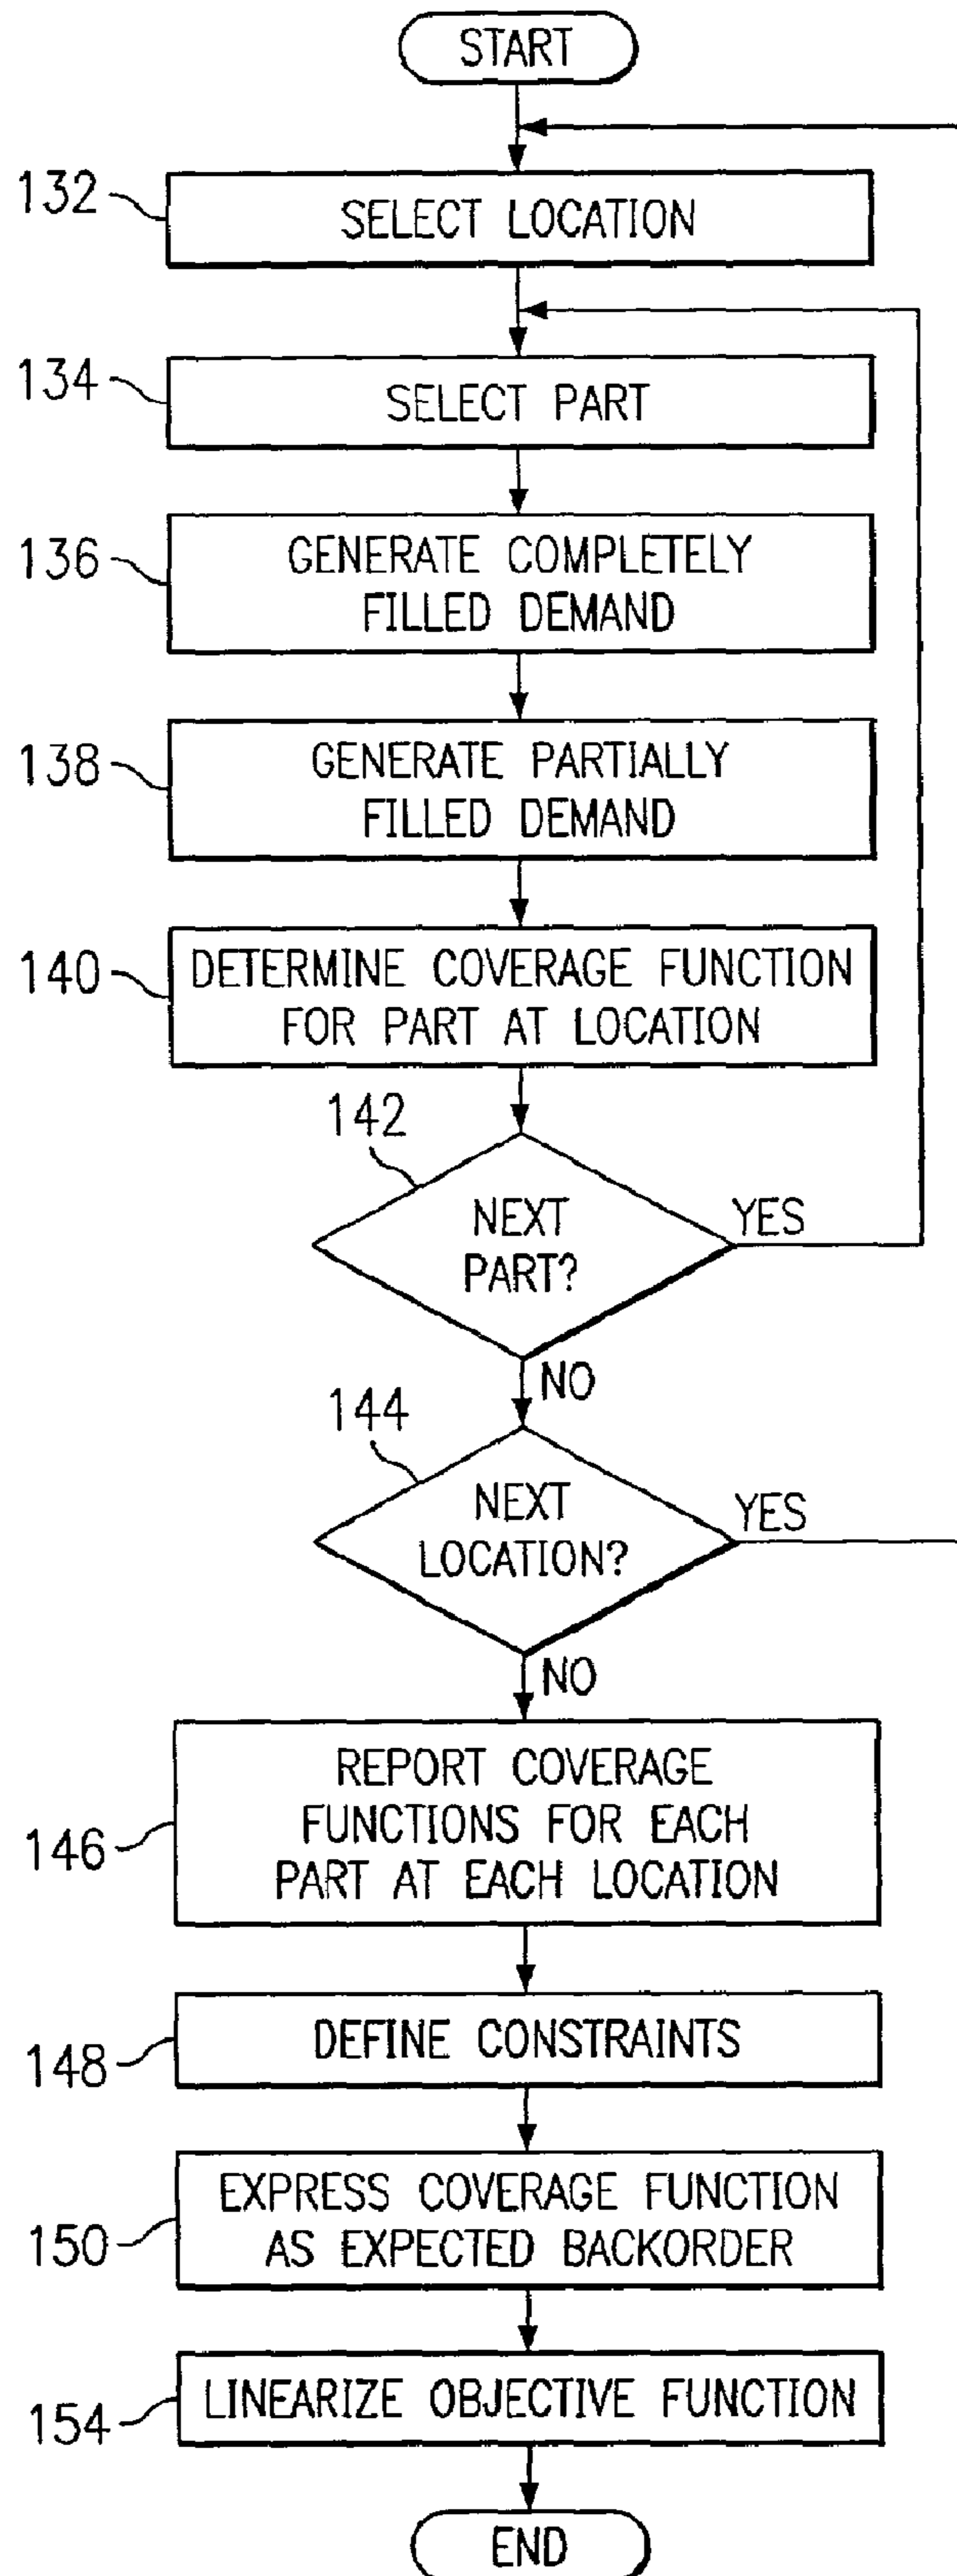 START
132
SELECT LOCATION
134
SELECT PART
136
GENERATE COMPLETELY
FILLED DEMAND
138
GENERATE PARTIALLY
FILLED DEMAND
140
DETERMINE COVERAGE FUNCTION
FOR PART AT LOCATION
142
NEXT
PART?
YES
NO
144
NEXT
LOCATION?
YES
NO
146
REPORT COVERAGE
FUNCTIONS FOR EACH
PART AT EACH LOCATION
148
DEFINE CONSTRAINTS
150
EXPRESS COVERAGE FUNCTION
AS EXPECTED BACKORDER
154
LINEARIZE OBJECTIVE FUNCTION
END